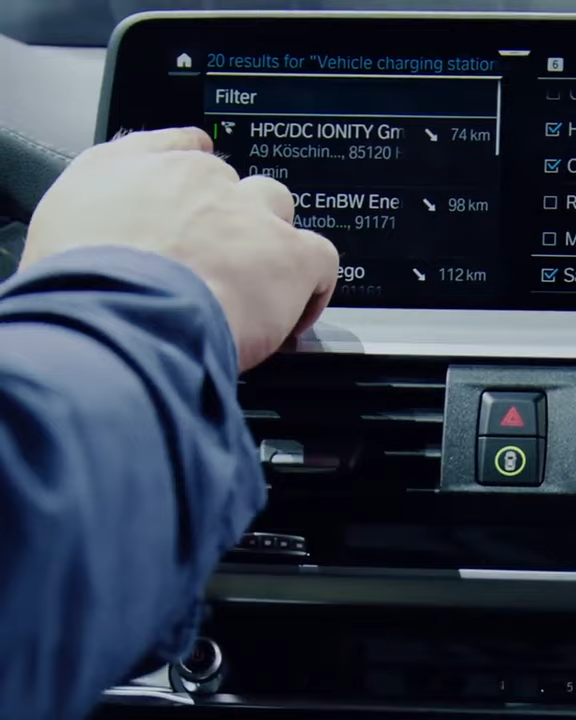 20 results for "Vehicle charging station
6
Filter
HPC/DC IONITY Gm
74 km
A9 Köschin..., 85120 H
0 min
DC EnBW Ene
98 km
Autob..., 91171
ego
112 km
91161